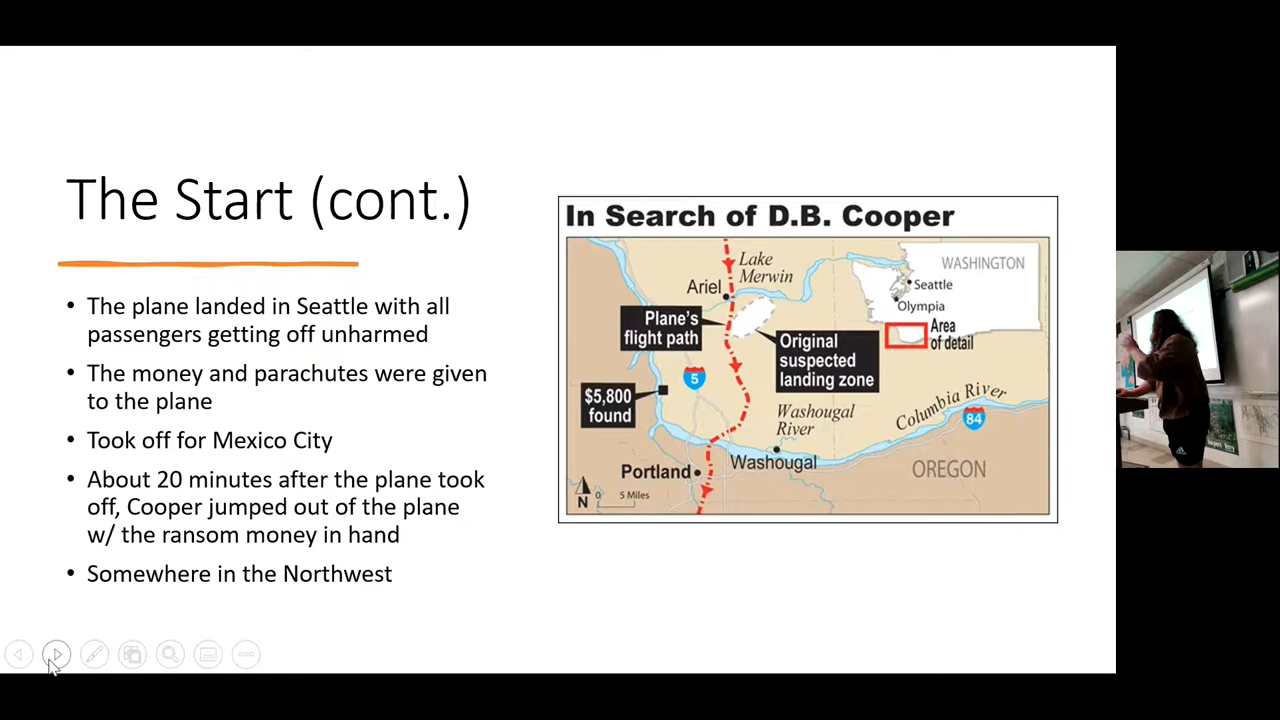 The Start (cont.)
• The plane landed in Seattle with all
passengers getting off unharmed
• The money and parachutes were given
to the plane
• Took off for Mexico City
• About 20 minutes after the plane took
off, Cooper jumped out of the plane
w/ the ransom money in hand
• Somewhere in the Northwest
In Search of D.B. Cooper
Lake
Merwin
Ariel
Plane's
flight path
Original
suspected
landing zone
WASHINGTON
Seattle
Olympia
Area
of detail
5
$5,800
found
Washougal
River
Columbia River
84
Portland
Washougal
OREGON
N
0
5 Miles